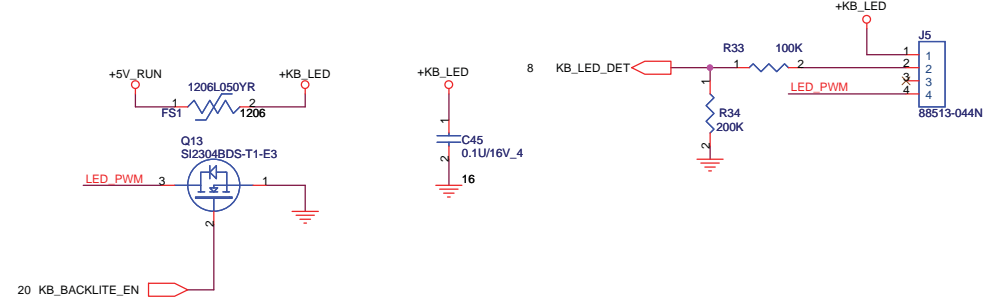 +KB_LED
J5
R33 100K
+5V_RUN
+KB_LED
+KB_LED
8 KB_LED_DET
1 2
1 1
2 2
3 3
4 4
LED_PWM
88513-044N
1206L050YR
1 2
FS1 1206
1
R34
200K
2
Q13
SI2304BDS-T1-E3
1
C45
0.1U/16V_4
2
16
LED_PWM 3 1
2
20 KB_BACKLITE_EN